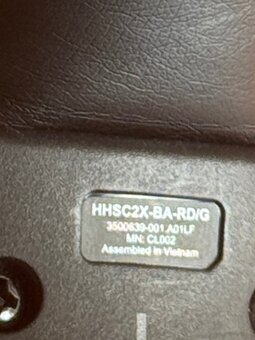 HHSC2X-BA-RD/G
3500639-001.A01LF
MN: CL002
Assembled in Vietnam